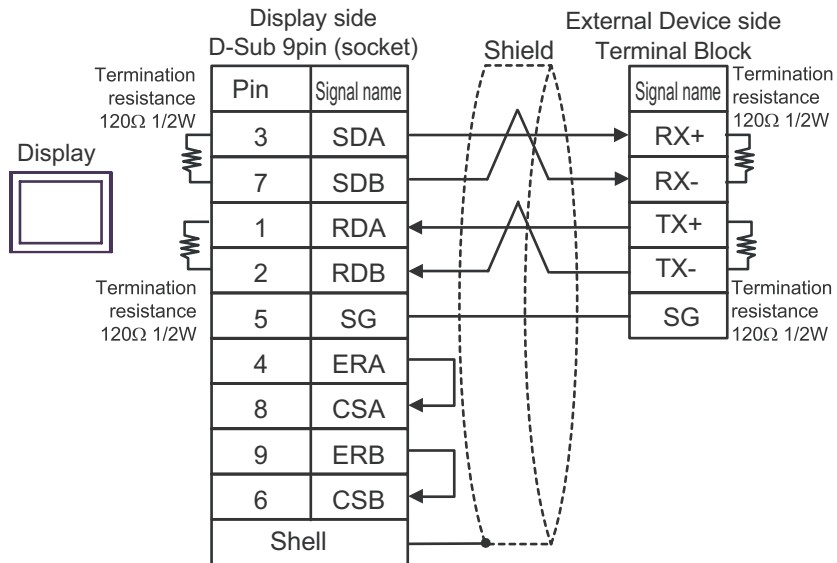 Display side
D-Sub 9pin (socket)
External Device side
Terminal Block
Shield
Termination
resistance
120Ω 1/2W
Pin Signal name
Signal name
Termination
resistance
120Ω 1/2W
Display
3 SDA
RX+
7 SDB
RX-
1 RDA
TX+
2 RDB
TX-
Termination
resistance
120Ω 1/2W
5 SG
SG
Termination
resistance
120Ω 1/2W
4 ERA
8 CSA
9 ERB
6 CSB
Shell